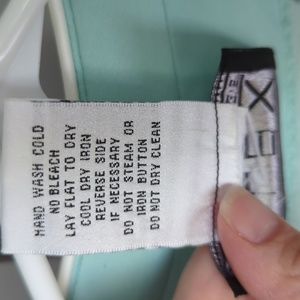 HAND WASH COLD
NO BLEACH
LAY FLAT TO DRY
COOL DRY IRON
REVERSE SIDE
IF NECESSARY
DO NOT STEAM OR
IRON BUTTON
DO NOT DRY CLEAN